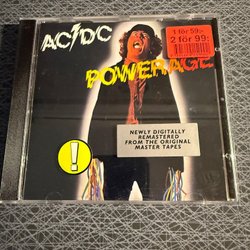 AC/DC
1 för 59:-
2 för 99:-
POWERAGE
NEWLY DIGITALLY
REMASTERED
FROM THE ORIGINAL
MASTER TAPES
!